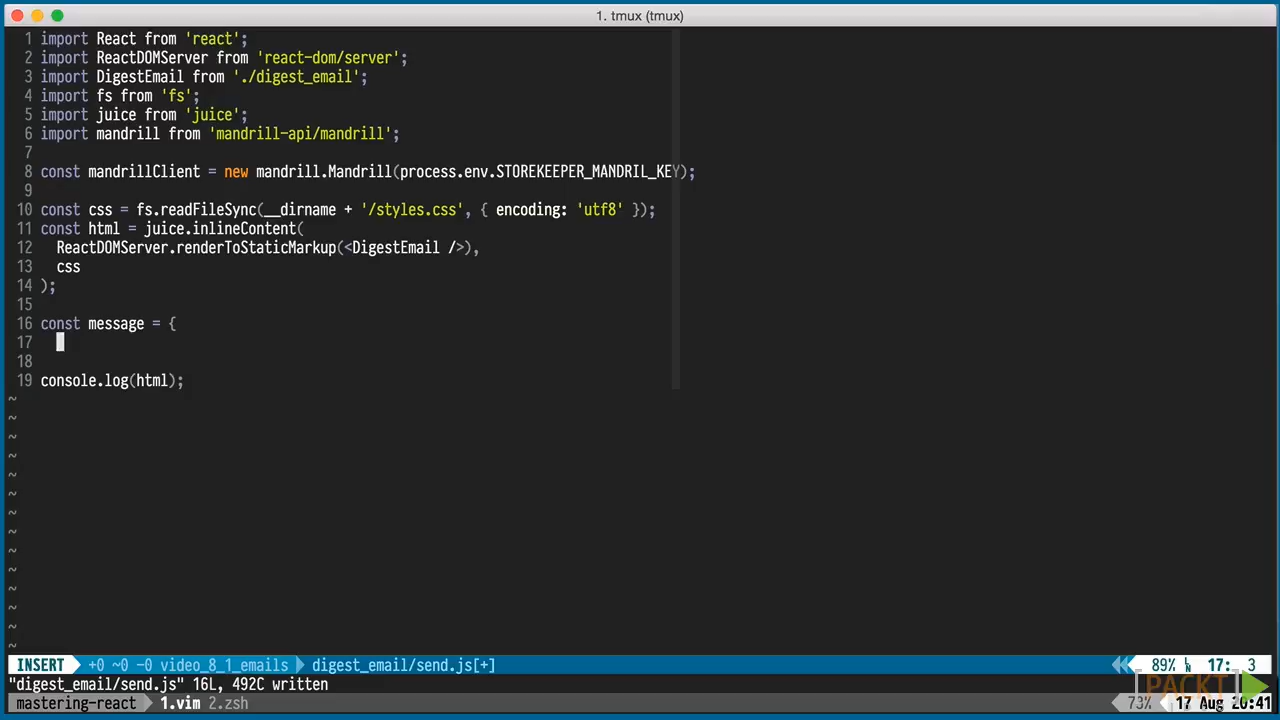 1. tmux (tmux)
1 import React from 'react';
2 import ReactDOMServer from 'react-dom/server';
3 import DigestEmail from './digest_email';
4 import fs from 'fs';
5 import juice from 'juice';
6 import mandrill from 'mandrill-api/mandrill';
7
8 const mandrillClient = new mandrill.Mandrill(process.env.STOREKEEPER_MANDRIL_KEY);
9
10 const css = fs.readFileSync(__dirname + '/styles.css', { encoding: 'utf8' });
11 const html = juice.inlineContent(
12   ReactDOMServer.renderToStaticMarkup(<DigestEmail />),
13   css
14 );
15
16 const message = {
17
18
19 console.log(html);
~
~
~
~
~
~
~
~
~
~
~
~
~
~
INSERT +0 ~0 -0 video_8_1_emails digest_email/send.js[+] 89% 17: 3
"digest_email/send.js" 16L, 492C written
PACKT
mastering-react 1.vim 2.zsh 73% 17 Aug 20:41